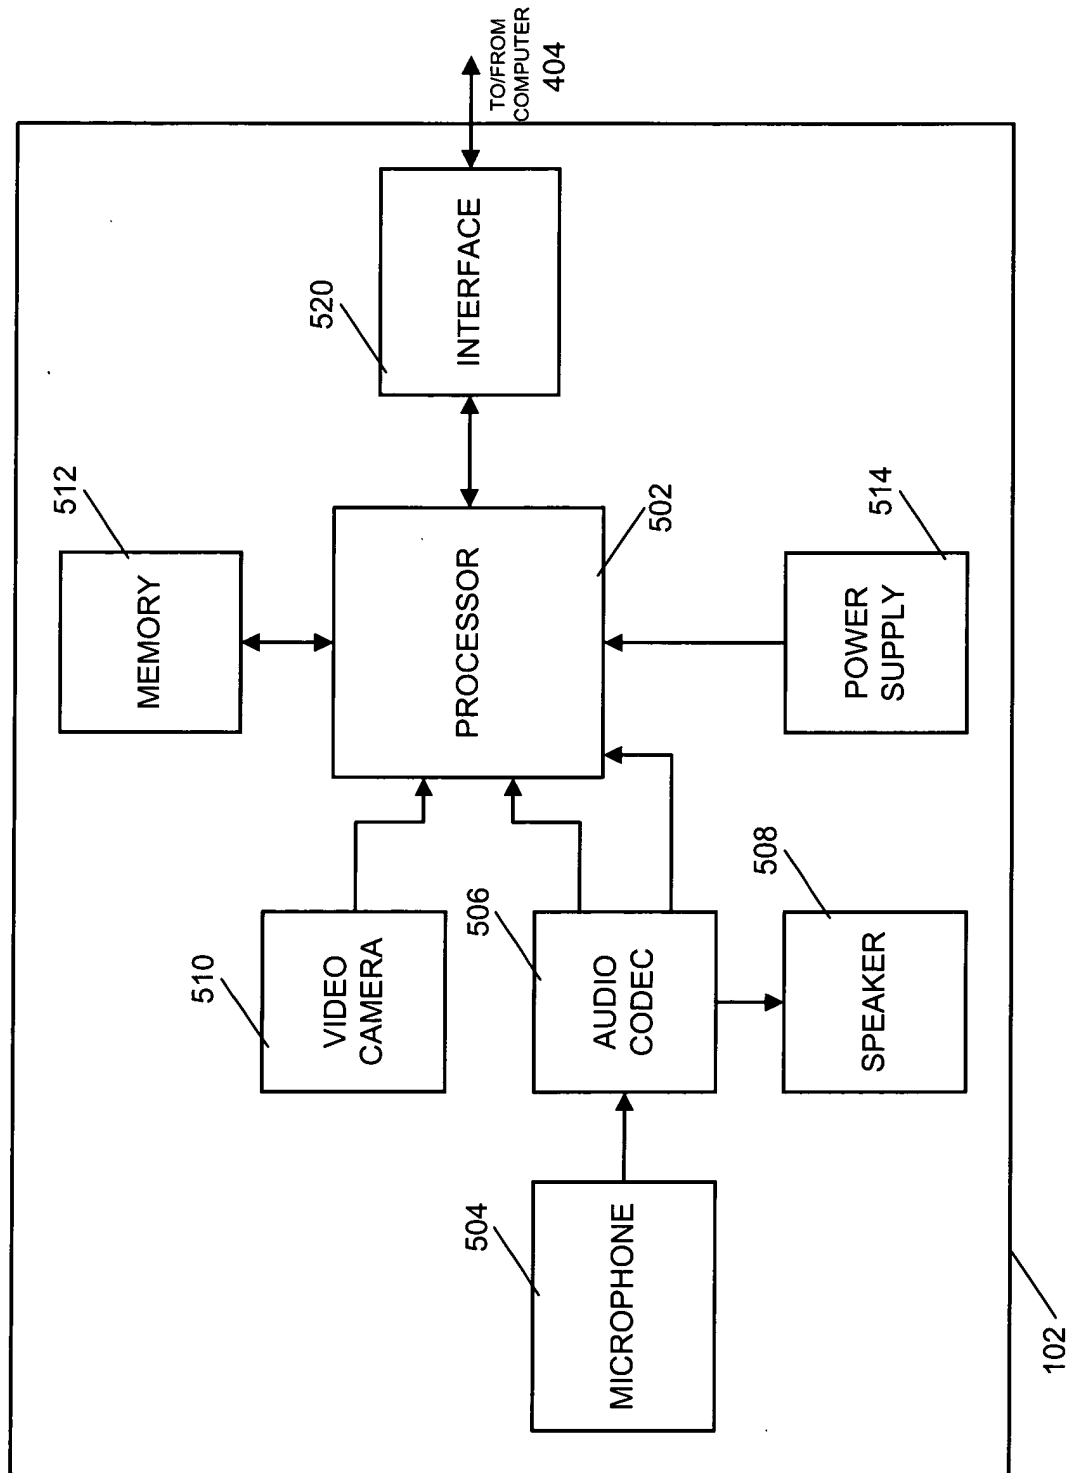 512
MEMORY
510
VIDEO
CAMERA
PROCESSOR
502
520
INTERFACE
TO/FROM
COMPUTER
404
504
MICROPHONE
506
AUDIO
CODEC
508
SPEAKER
514
POWER
SUPPLY
102